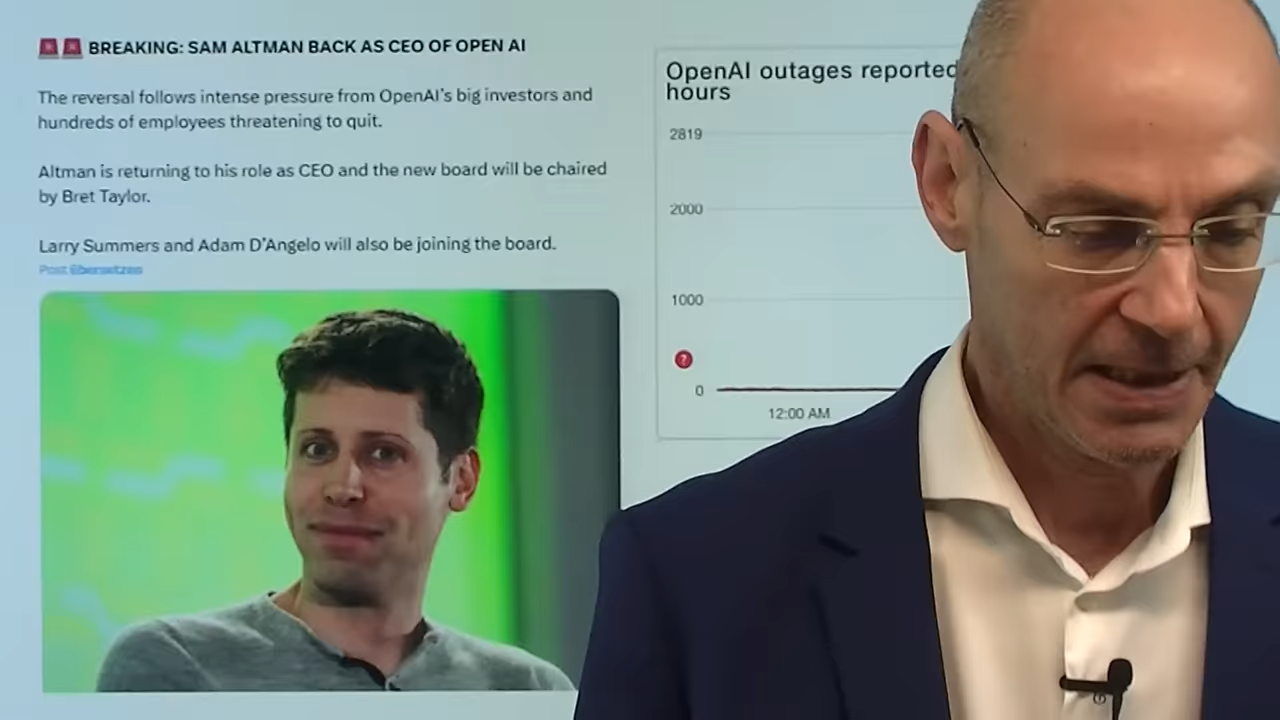 🚨🚨 BREAKING: SAM ALTMAN BACK AS CEO OF OPEN AI
The reversal follows intense pressure from OpenAI's big investors and
hundreds of employees threatening to quit.
Altman is returning to his role as CEO and the new board will be chaired
by Bret Taylor.
Larry Summers and Adam D'Angelo will also be joining the board.
Post übersetzen
OpenAI outages reported
hours
2819
2000
1000
?
0
12:00 AM